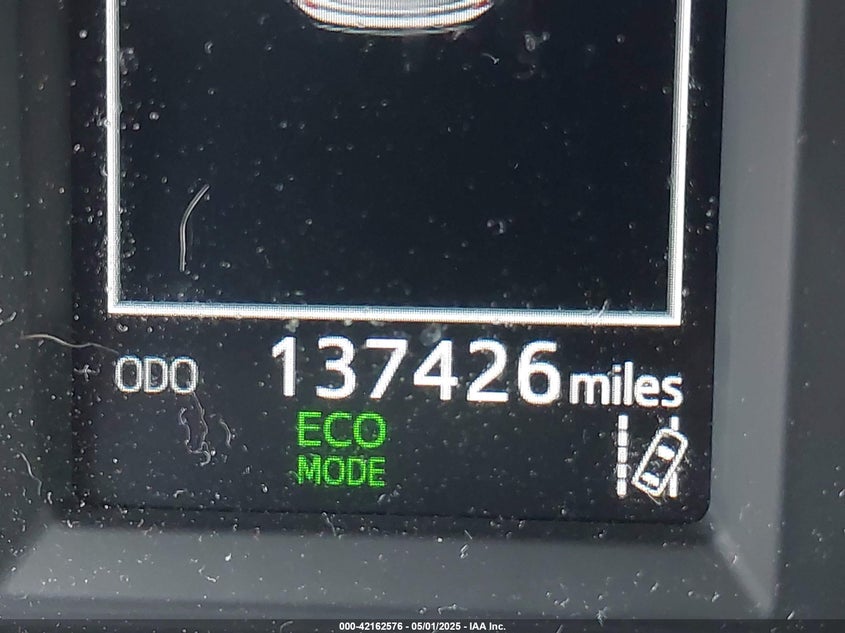 ODO 137426 miles
ECO
MODE
000-42162576 - 05/01/2025 - IAA Inc.